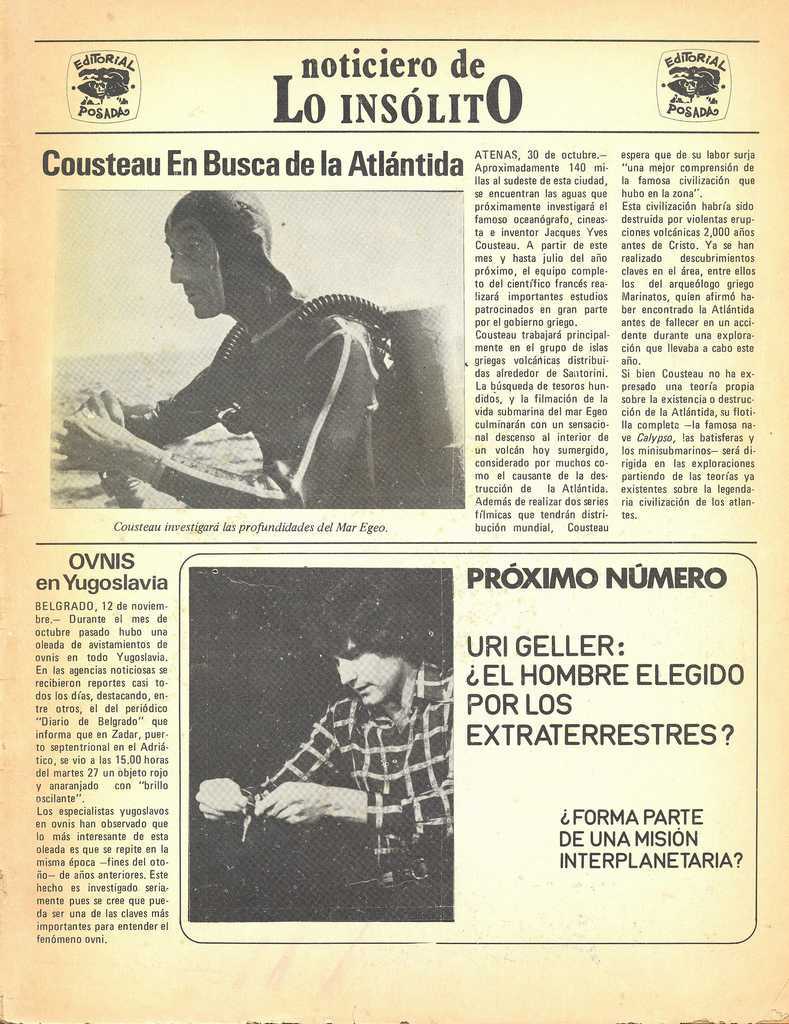 EDITORIAL
POSADA
noticiero de
LO INSÓLITO
EDITORIAL
POSADA
Cousteau En Busca de la Atlántida
Cousteau investigará las profundidades del Mar Egeo.
ATENAS, 30 de octubre.—
Aproximadamente 140 mi-
llas al sudeste de esta ciudad,
se encuentran las aguas que
próximamente investigará el
famoso oceanógrafo, cineas-
ta e inventor Jacques Yves
Cousteau. A partir de este
mes y hasta julio del año
próximo, el equipo comple-
to del científico francés rea-
lizará importantes estudios
patrocinados en gran parte
por el gobierno griego.
Cousteau trabajará principal-
mente en el grupo de islas
griegas volcánicas distribui-
das alrededor de Santorini.
La búsqueda de tesoros hun-
didos, y la filmación de la
vida submarina del mar Egeo
culminarán con un sensacio-
nal descenso al interior de
un volcán hoy sumergido,
considerado por muchos co-
mo el causante de la des-
trucción de la Atlántida.
Además de realizar dos series
fílmicas que tendrán distri-
bución mundial, Cousteau
espera que de su labor surja
"una mejor comprensión de
la famosa civilización que
hubo en la zona".
Esta civilización habría sido
destruida por violentas erup-
ciones volcánicas 2,000 años
antes de Cristo. Ya se han
realizado descubrimientos
claves en el área, entre ellos
los del arqueólogo griego
Marinatos, quien afirmó ha-
ber encontrado la Atlántida
antes de fallecer en un acci-
dente durante una explora-
ción que llevaba a cabo este
año.
Si bien Cousteau no ha ex-
presado una teoría propia
sobre la existencia o destruc-
ción de la Atlántida, su floti-
lla completa —la famosa na-
ve Calypso, las batisferas y
los minisubmarinos— será di-
rigida en las exploraciones
partiendo de las teorías ya
existentes sobre la legenda-
ria civilización de los atlan-
tes.
OVNIS
en Yugoslavia
BELGRADO, 12 de noviem-
bre.— Durante el mes de
octubre pasado hubo una
oleada de avistamientos de
ovnis en todo Yugoslavia.
En las agencias noticiosas se
recibieron reportes casi to-
dos los días, destacando, en-
tre otros, el del periódico
"Diario de Belgrado" que
informa que en Zadar, puer-
to septentrional en el Adriá-
tico, se vio a las 15.00 horas
del martes 27 un objeto rojo
y anaranjado con "brillo
oscilante".
Los especialistas yugoslavos
en ovnis han observado que
lo más interesante de esta
oleada es que se repite en la
misma época —fines del oto-
ño— de años anteriores. Este
hecho es investigado seria-
mente pues se cree que pue-
da ser una de las claves más
importantes para entender el
fenómeno ovni.
PRÓXIMO NÚMERO
URI GELLER:
¿EL HOMBRE ELEGIDO
POR LOS
EXTRATERRESTRES?
¿FORMA PARTE
DE UNA MISIÓN
INTERPLANETARIA?